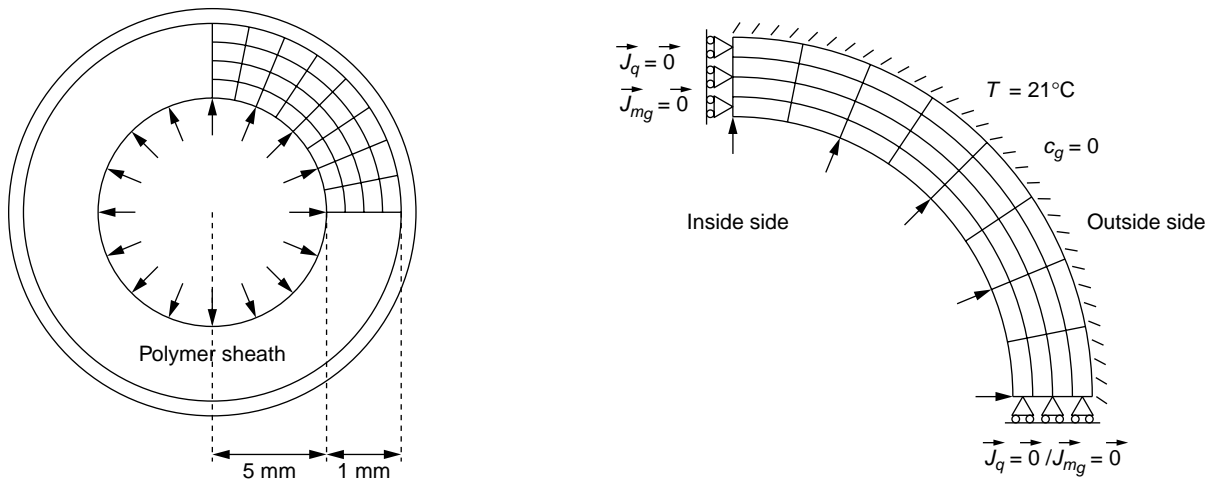 Polymer sheath
5 mm
1 mm
J_q = 0
J_mg = 0
T = 21°C
c_g = 0
Inside side
Outside side
J_q = 0 / J_mg = 0